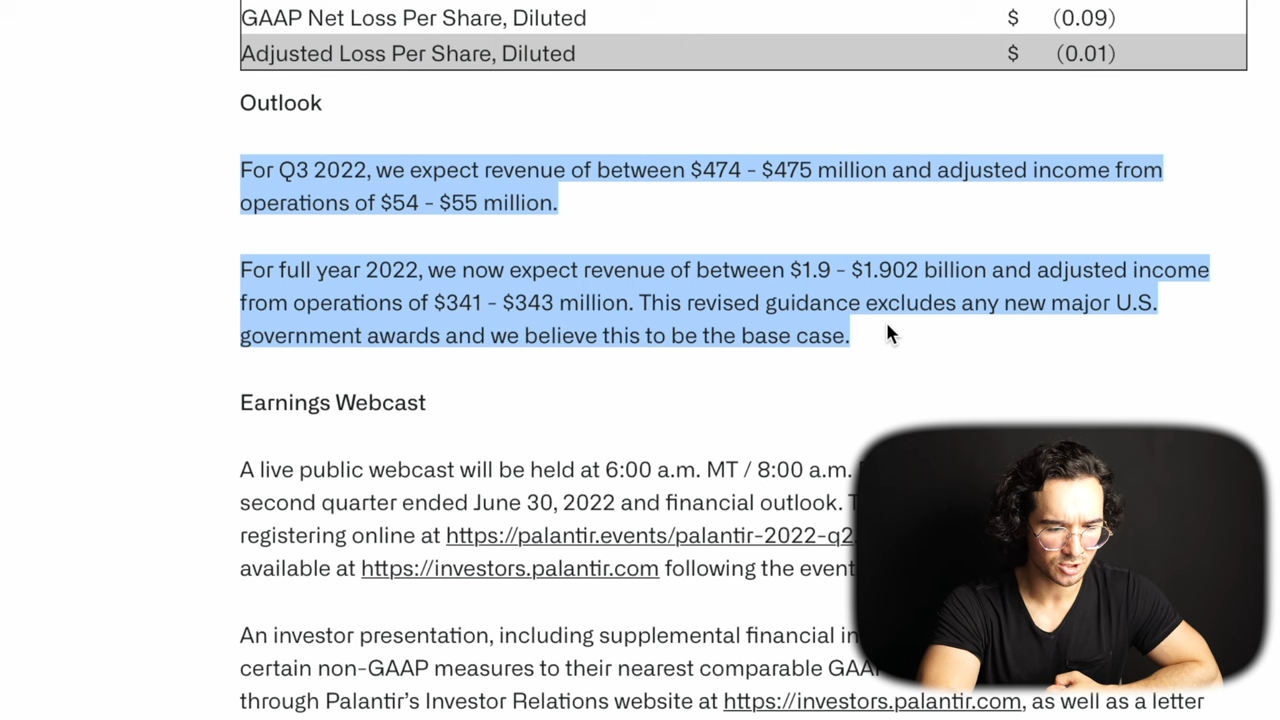 GAAP Net Loss Per Share, Diluted $ (0.09)
Adjusted Loss Per Share, Diluted $ (0.01)
Outlook
For Q3 2022, we expect revenue of between $474 - $475 million and adjusted income from
operations of $54 - $55 million.
For full year 2022, we now expect revenue of between $1.9 - $1.902 billion and adjusted income
from operations of $341 - $343 million. This revised guidance excludes any new major U.S.
government awards and we believe this to be the base case.
Earnings Webcast
A live public webcast will be held at 6:00 a.m. MT / 8:00 a.m.
second quarter ended June 30, 2022 and financial outlook.
registering online at https://palantir.events/palantir-2022-q2
available at https://investors.palantir.com following the event
An investor presentation, including supplemental financial
certain non-GAAP measures to their nearest comparable
through Palantir's Investor Relations website at https://investors.palantir.com, as well as a letter